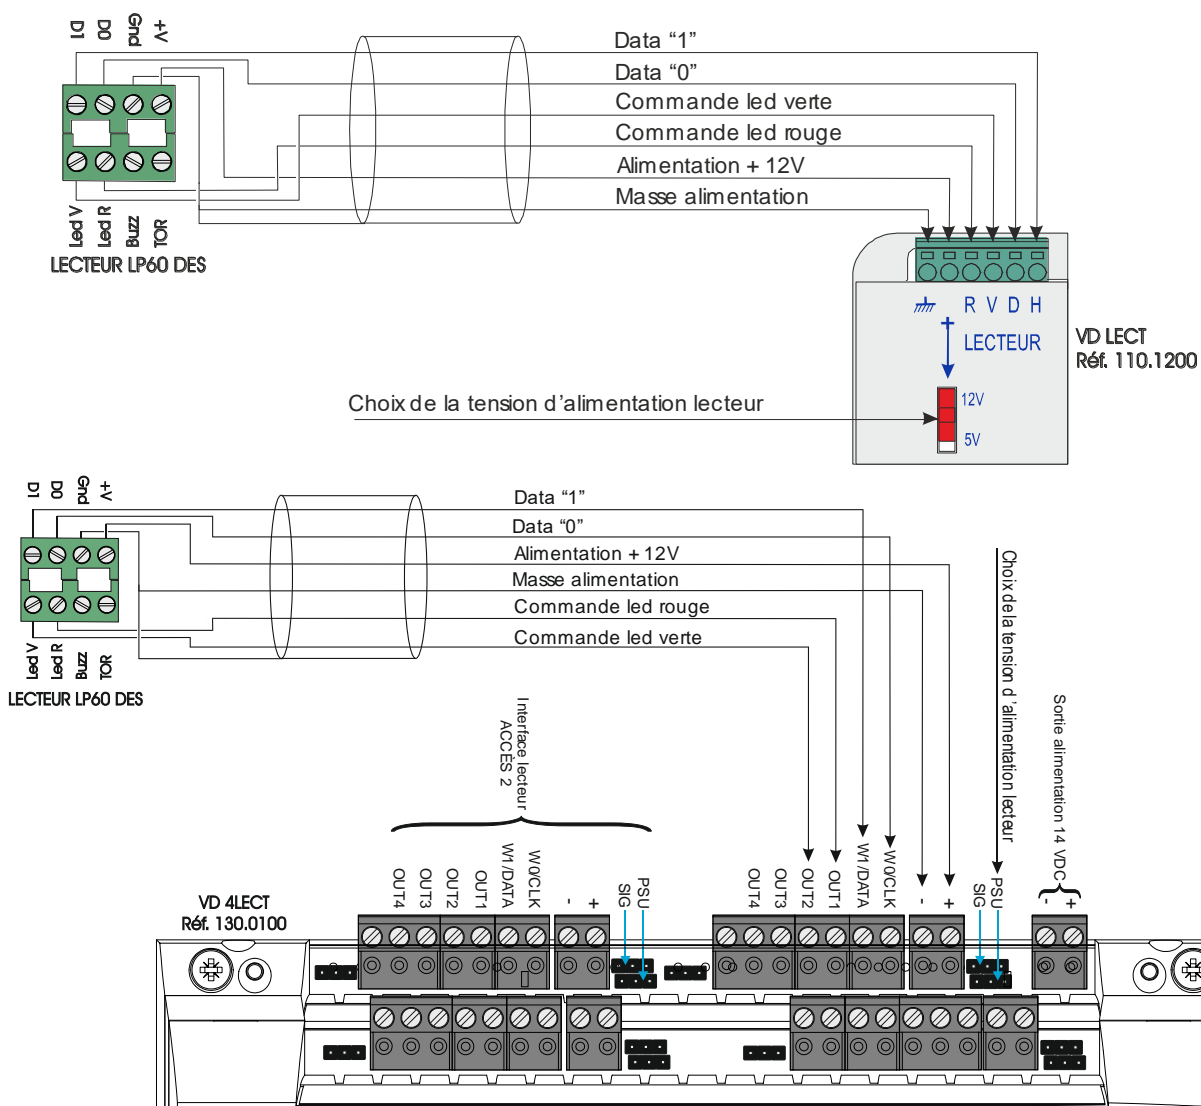 D1 D0 Gnd +V
Data “1”
Data “0”
Commande led verte
Commande led rouge
Alimentation + 12V
Masse alimentation
Led V Led R Buzz TOR
LECTEUR LP60 DES
R V D H
+
LECTEUR
12V
5V
VD LECT
Réf. 110.1200
Choix de la tension d’alimentation lecteur
D1 D0 Gnd +V
Data “1”
Data “0”
Alimentation + 12V
Masse alimentation
Commande led rouge
Commande led verte
Led V Led R Buzz TOR
LECTEUR LP60 DES
Choix de la tension d’alimentation lecteur
Sortie alimentation 14 VDC
Interface lecteur
ACCÈS 2
VD 4LECT
Réf. 130.0100
OUT4 OUT3 OUT2 OUT1 W1/DATA W0/CLK - + SIG PSU
OUT4 OUT3 OUT2 OUT1 W1/DATA W0/CLK - + SIG PSU
- +